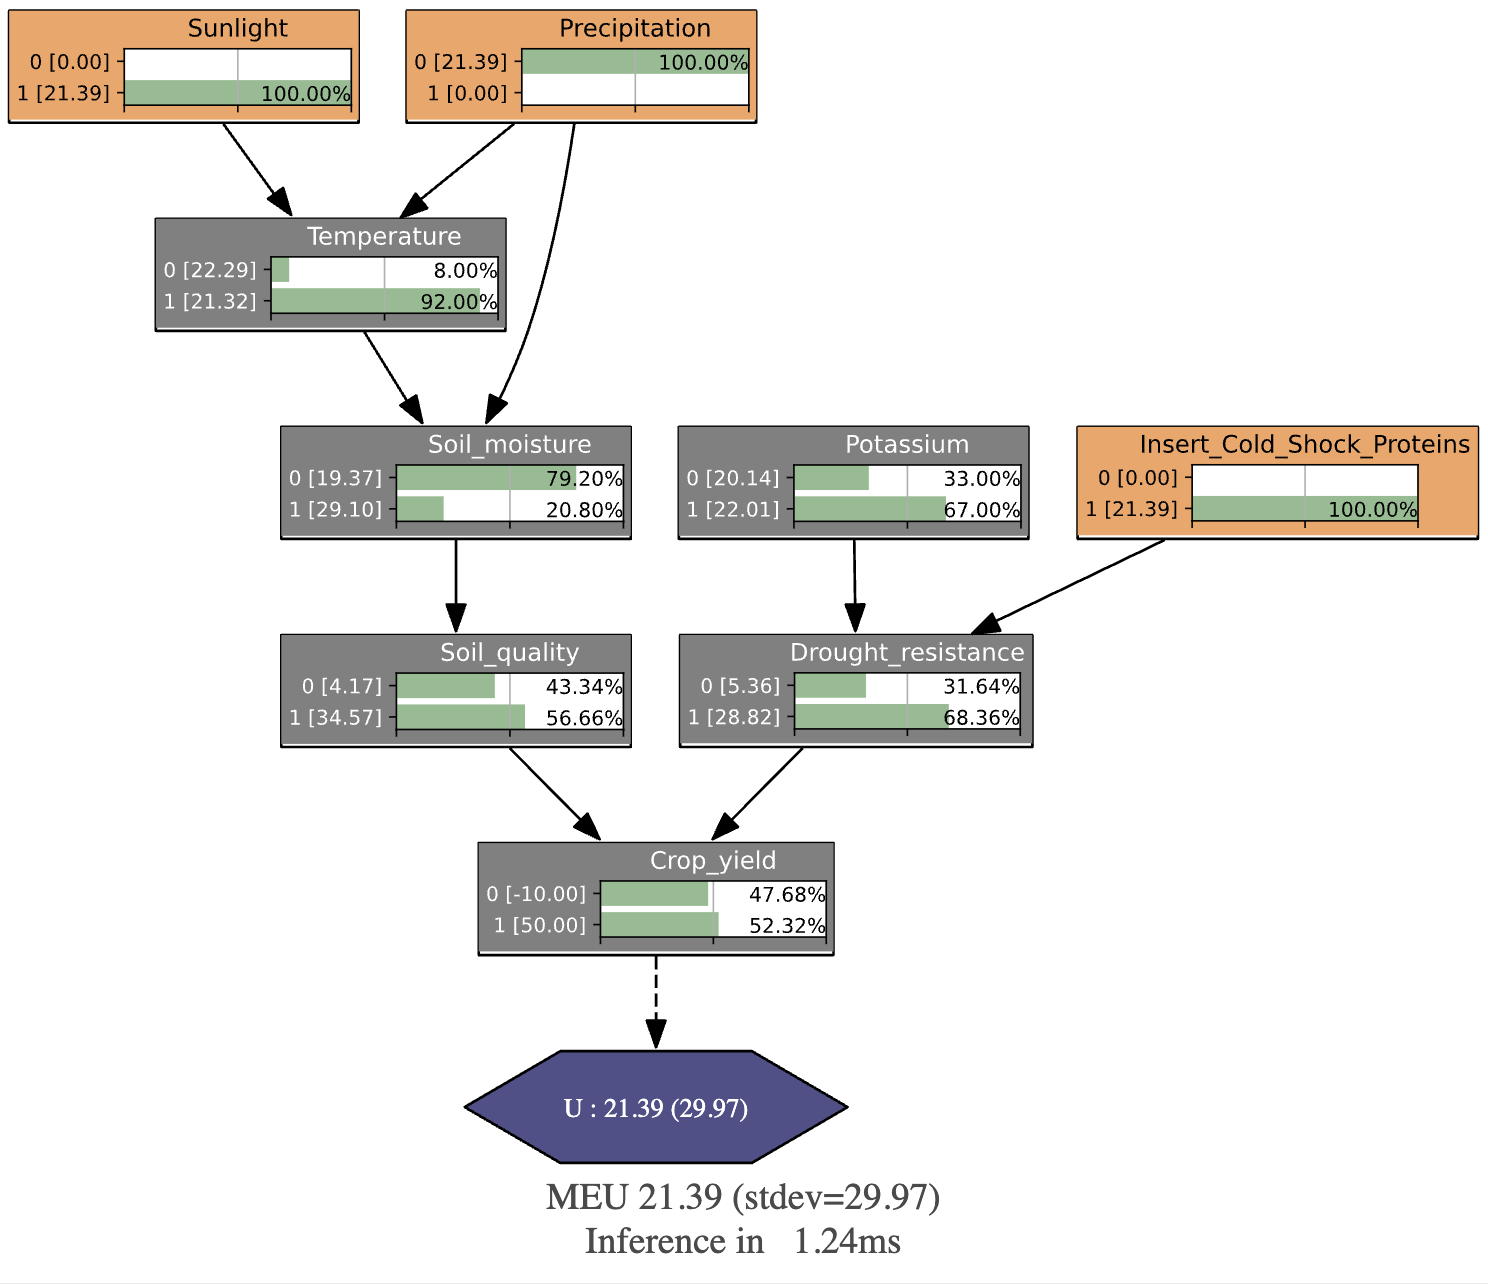 Sunlight
0 [0.00]
1 [21.39] 100.00%
Precipitation
0 [21.39] 100.00%
1 [0.00]
Temperature
0 [22.29] 8.00%
1 [21.32] 92.00%
Soil_moisture
0 [19.37] 79.20%
1 [29.10] 20.80%
Potassium
0 [20.14] 33.00%
1 [22.01] 67.00%
Insert_Cold_Shock_Proteins
0 [0.00]
1 [21.39] 100.00%
Soil_quality
0 [4.17] 43.34%
1 [34.57] 56.66%
Drought_resistance
0 [5.36] 31.64%
1 [28.82] 68.36%
Crop_yield
0 [-10.00] 47.68%
1 [50.00] 52.32%
U : 21.39 (29.97)
MEU 21.39 (stdev=29.97)
Inference in 1.24ms